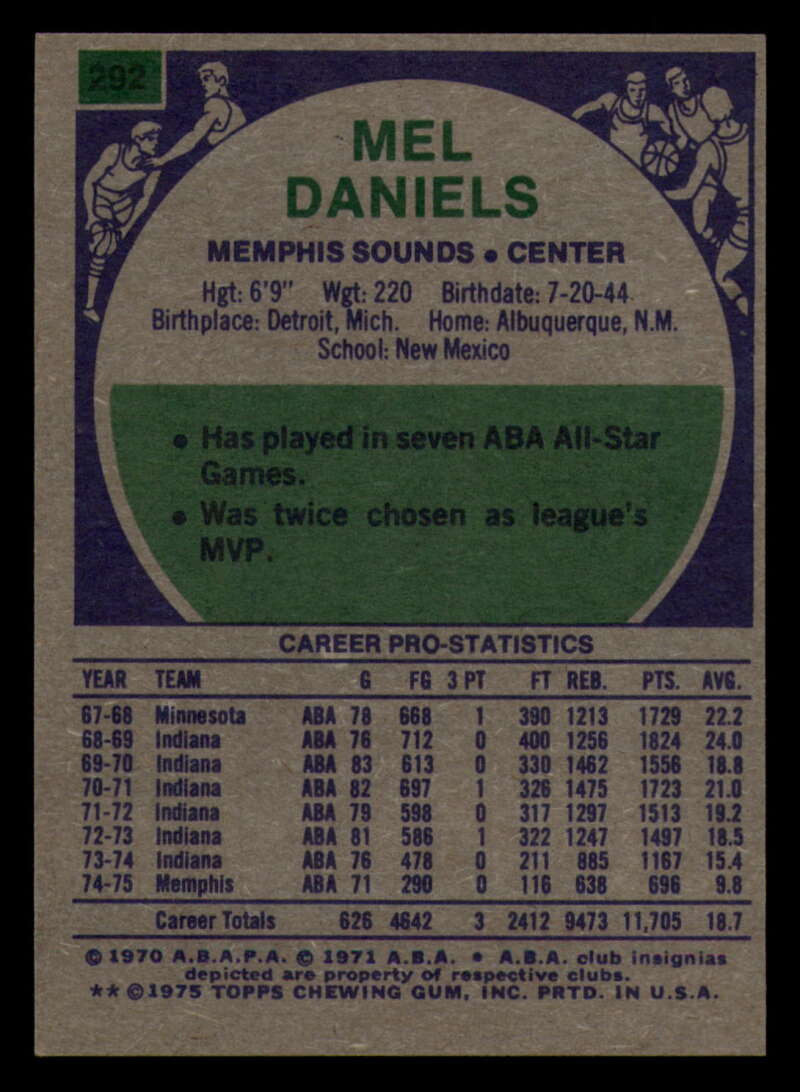 292
MEL
DANIELS
MEMPHIS SOUNDS • CENTER
Hgt: 6'9" Wgt: 220 Birthdate: 7-20-44
Birthplace: Detroit, Mich. Home: Albuquerque, N.M.
School: New Mexico
• Has played in seven ABA All-Star
Games.
• Was twice chosen as league's
MVP.
CAREER PRO-STATISTICS
YEAR TEAM G FG 3 PT FT REB. PTS. AVG.
67-68 Minnesota ABA 78 668 1 390 1213 1729 22.2
68-69 Indiana ABA 76 712 0 400 1256 1824 24.0
69-70 Indiana ABA 83 613 0 330 1462 1556 18.8
70-71 Indiana ABA 82 697 1 326 1475 1723 21.0
71-72 Indiana ABA 79 598 0 317 1297 1513 19.2
72-73 Indiana ABA 81 586 1 322 1247 1497 18.5
73-74 Indiana ABA 76 478 0 211 885 1167 15.4
74-75 Memphis ABA 71 290 0 116 638 696 9.8
Career Totals 626 4642 3 2412 9473 11,705 18.7
© 1970 A.B.A.P.A. © 1971 A.B.A. • A.B.A. club insignias
depicted are property of respective clubs.
** © 1975 TOPPS CHEWING GUM, INC. PRTD. IN U.S.A.